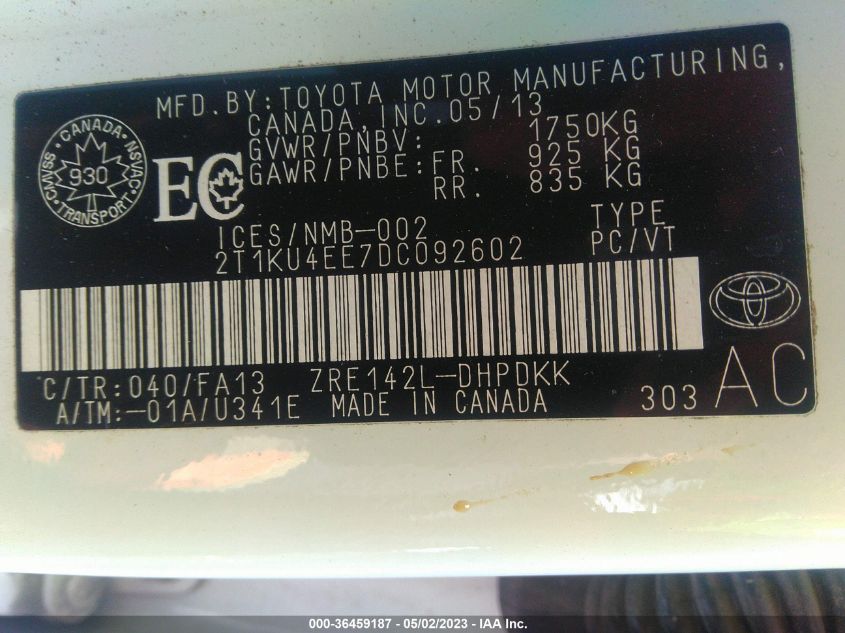 MFD.BY:TOYOTA MOTOR MANUFACTURING,
CANADA,INC.05/13
GVWR/PNBV: 1750KG
GAWR/PNBE: FR. 925 KG
RR. 835 KG
CMVSS · CANADA · NSVAC · TRANSPORT ·
930
EC
ICES/NMB-002
TYPE
2T1KU4EE7DC092602
PC/VT
C/TR:040/FA13 ZRE142L-DHPDKK
A/TM:-01A/U341E MADE IN CANADA 303
AC
000-36459187 - 05/02/2023 - IAA Inc.